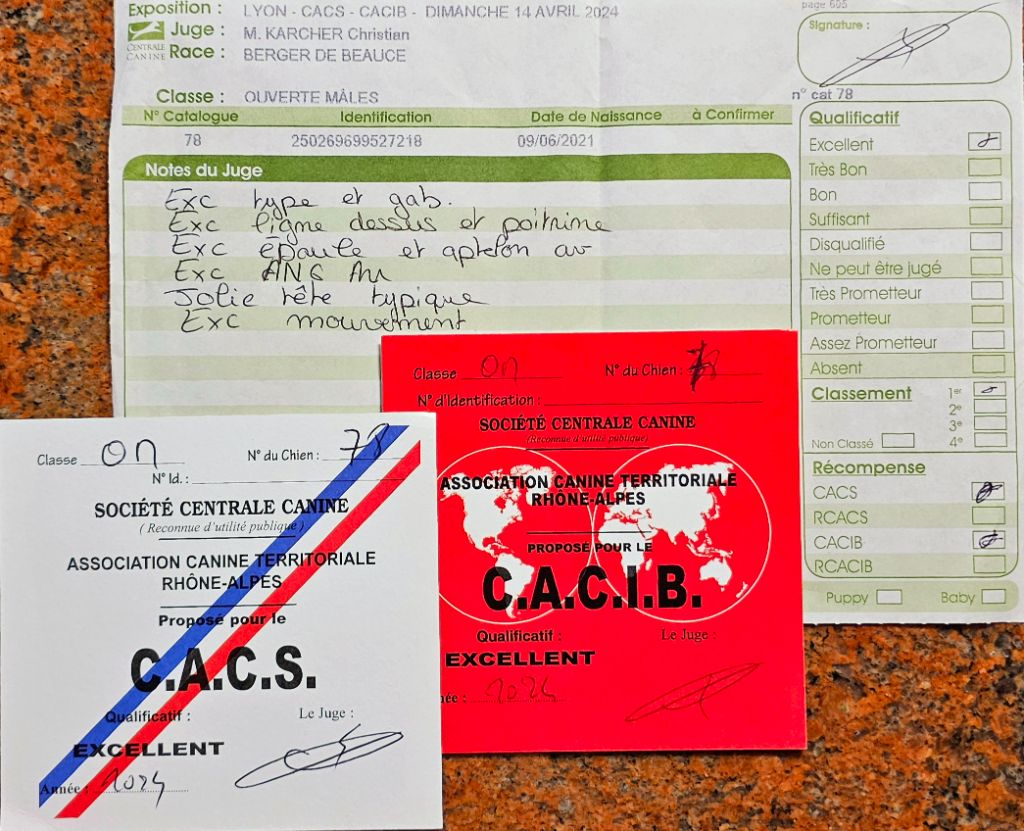 Exposition : LYON - CACS - CACIB - DIMANCHE 14 AVRIL 2024
Juge : M. KARCHER Christian
CENTRALE CANINE
Race : BERGER DE BEAUCE
Classe : OUVERTE MÂLES
N° Catalogue Identification Date de Naissance à Confirmer
78 250269699527218 09/06/2021
Notes du Juge
Exc type et gab.
Exc ligne dessus et poitrine
Exc épaule et aplomb av
Exc ANG AR
Jolie tête typique
Exc mouvement
page 605
Signature :
n° cat 78
Qualificatif
Excellent
Très Bon
Bon
Suffisant
Disqualifié
Ne peut être jugé
Très Prometteur
Prometteur
Assez Prometteur
Absent
Classement 1er
2e
3e
Non Classé 4e
Récompense
CACS
RCACS
CACIB
RCACIB
Puppy Baby
Classe On N° du Chien : 78
N° d'Identification :
SOCIÉTÉ CENTRALE CANINE
(Reconnue d'utilité publique)
ASSOCIATION CANINE TERRITORIALE
RHÔNE-ALPES
PROPOSÉ POUR LE
C.A.C.I.B.
Qualificatif : Le Juge :
EXCELLENT
ée : 2024
Classe On N° du Chien : 78
N° Id. :
SOCIÉTÉ CENTRALE CANINE
( Reconnue d'utilité publique )
ASSOCIATION CANINE TERRITORIALE
RHÔNE-ALPES
Proposé pour le
C.A.C.S.
Qualificatif : Le Juge :
EXCELLENT
Année : 2024